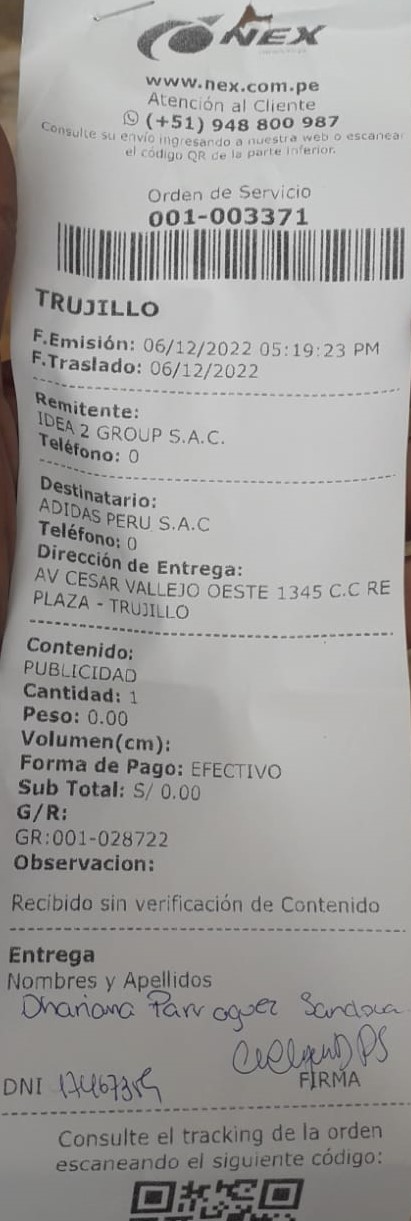 NEX
www.nex.com.pe
Atención al Cliente
(+51) 948 800 987
Consulte su envío ingresando a nuestra web o escanear
el código QR de la parte inferior.
Orden de Servicio
001-003371
TRUJILLO
F.Emisión: 06/12/2022 05:19:23 PM
F.Traslado: 06/12/2022
Remitente:
IDEA 2 GROUP S.A.C.
Teléfono: 0
Destinatario:
ADIDAS PERU S.A.C
Teléfono: 0
Dirección de Entrega:
AV CESAR VALLEJO OESTE 1345 C.C RE
PLAZA - TRUJILLO
Contenido:
PUBLICIDAD
Cantidad: 1
Peso: 0.00
Volumen(cm):
Forma de Pago: EFECTIVO
Sub Total: S/ 0.00
G/R:
GR:001-028722
Observacion:
Recibido sin verificación de Contenido
Entrega
Nombres y Apellidos
DNI
FIRMA
Consulte el tracking de la orden
escaneando el siguiente código: